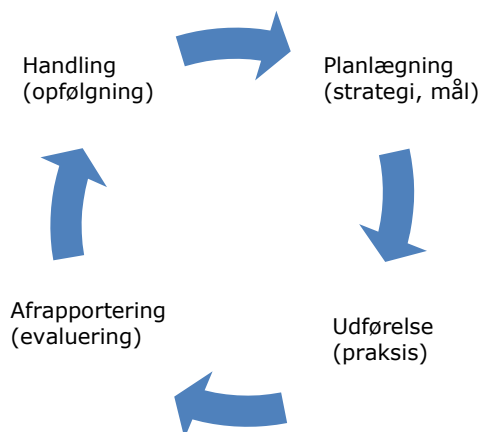 Handling
(opfølgning)
Planlægning
(strategi, mål)
Udførelse
(praksis)
Afrapportering
(evaluering)